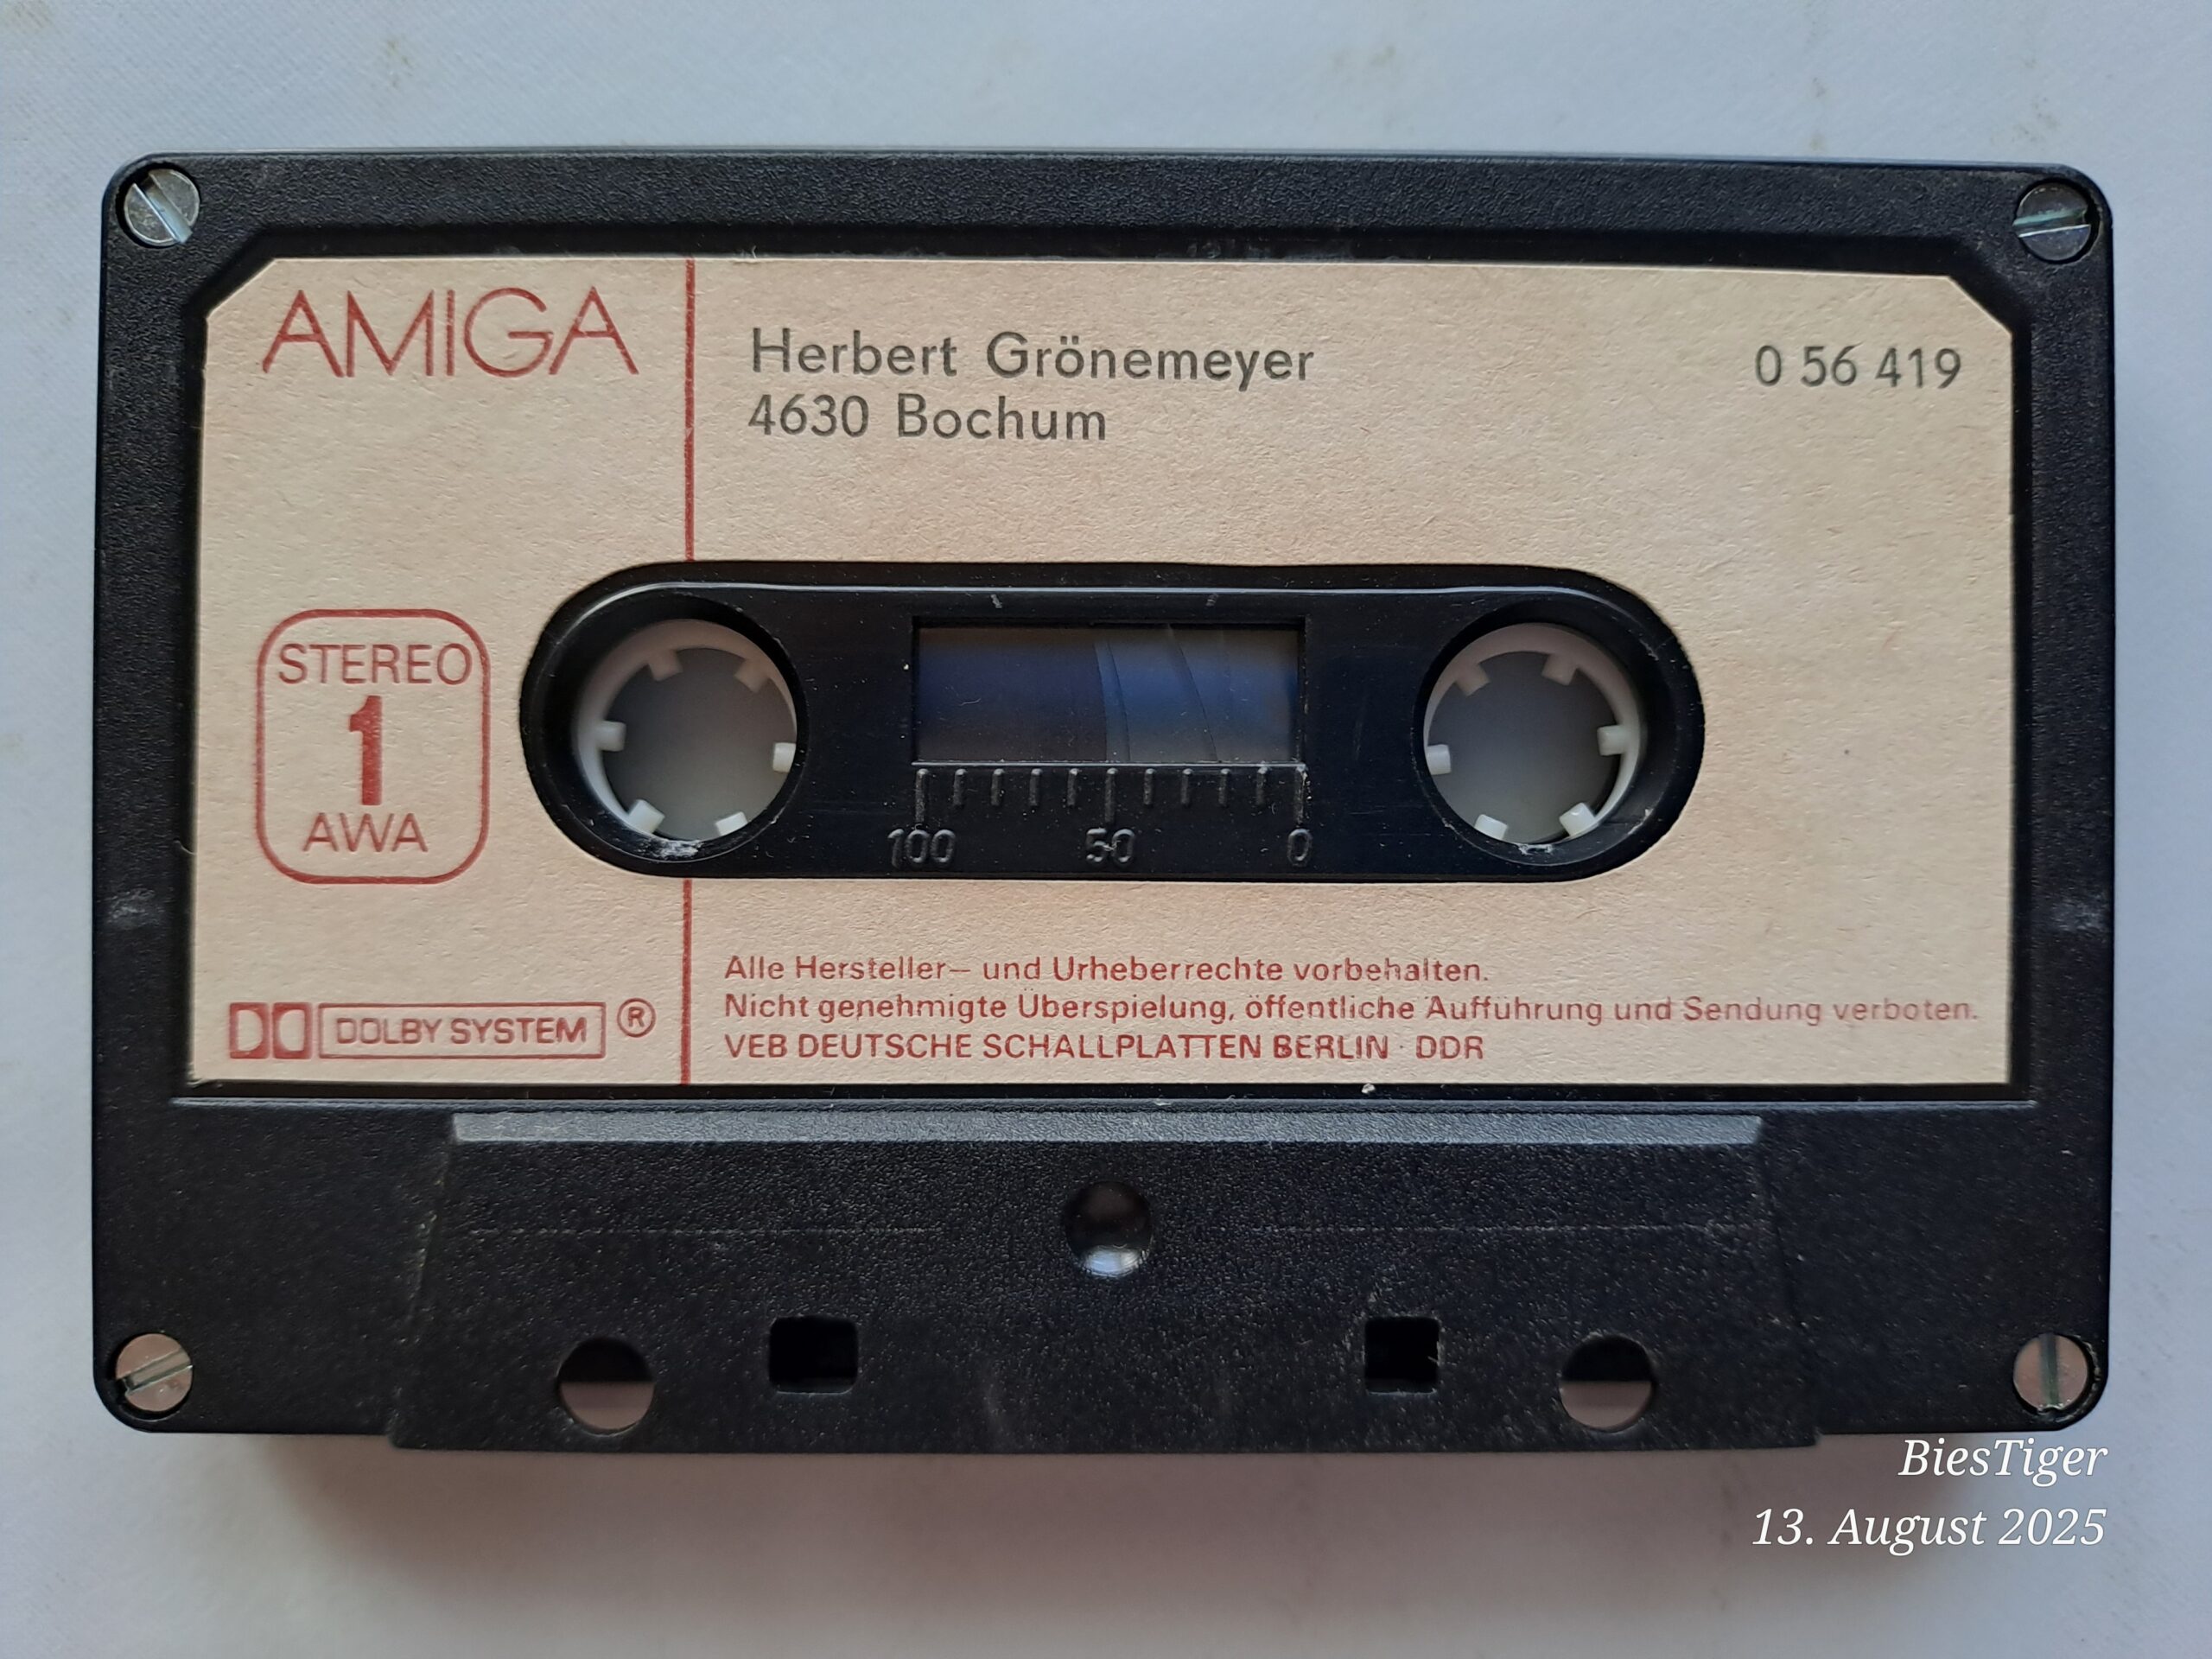 AMIGA
Herbert Grönemeyer
4630 Bochum
0 56 419
STEREO
1
AWA
100 50 0
DOLBY SYSTEM ®
Alle Hersteller– und Urheberrechte vorbehalten.
Nicht genehmigte Überspielung, öffentliche Aufführung und Sendung verboten.
VEB DEUTSCHE SCHALLPLATTEN BERLIN · DDR
BiesTiger
13. August 2025